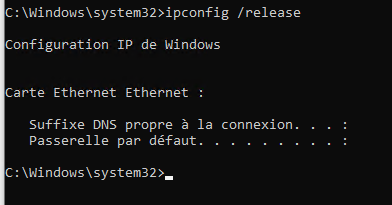 C:\Windows\system32>ipconfig /release
Configuration IP de Windows
Carte Ethernet Ethernet :
Suffixe DNS propre à la connexion. . . :
Passerelle par défaut. . . . . . . . . :
C:\Windows\system32>